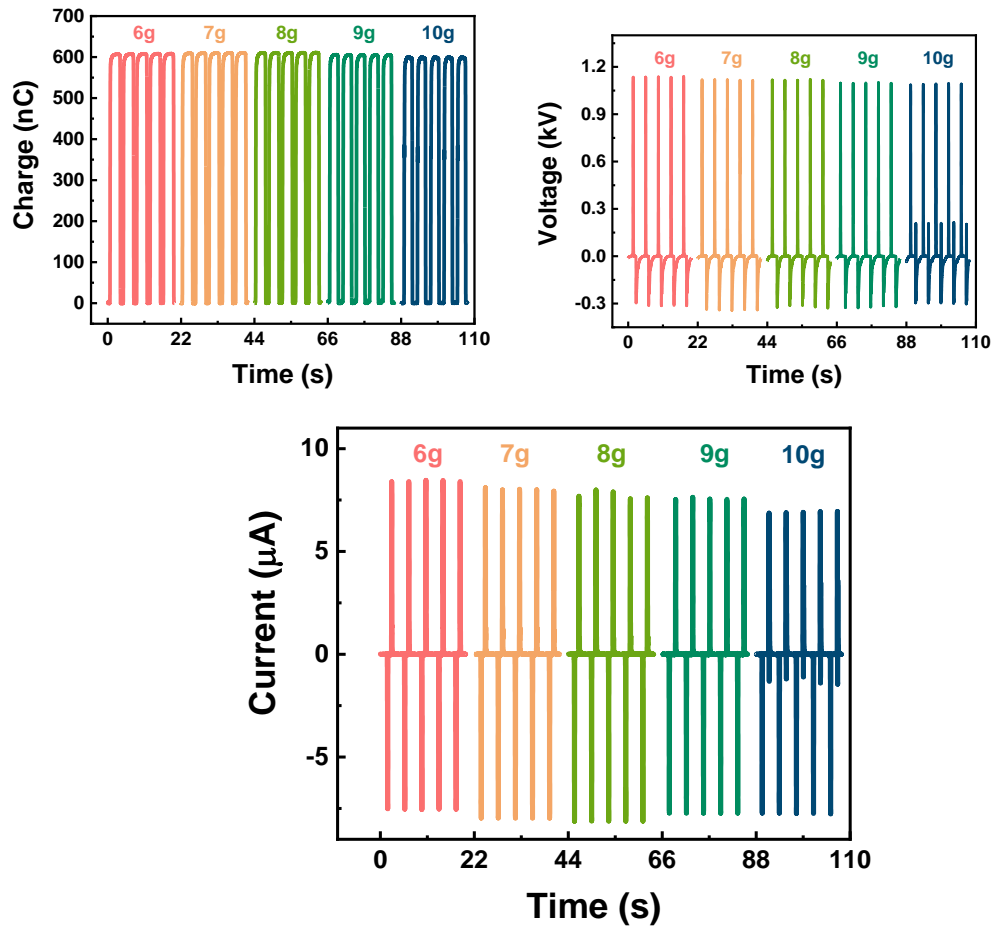 700
600
500
400
300
200
100
0
Charge (nC)
6g 7g 8g 9g 10g
0 22 44 66 88 110
Time (s)
1.2
0.9
0.6
0.3
0.0
-0.3
Voltage (kV)
6g 7g 8g 9g 10g
0 22 44 66 88 110
Time (s)
10
5
0
-5
Current (μA)
6g 7g 8g 9g 10g
0 22 44 66 88 110
Time (s)